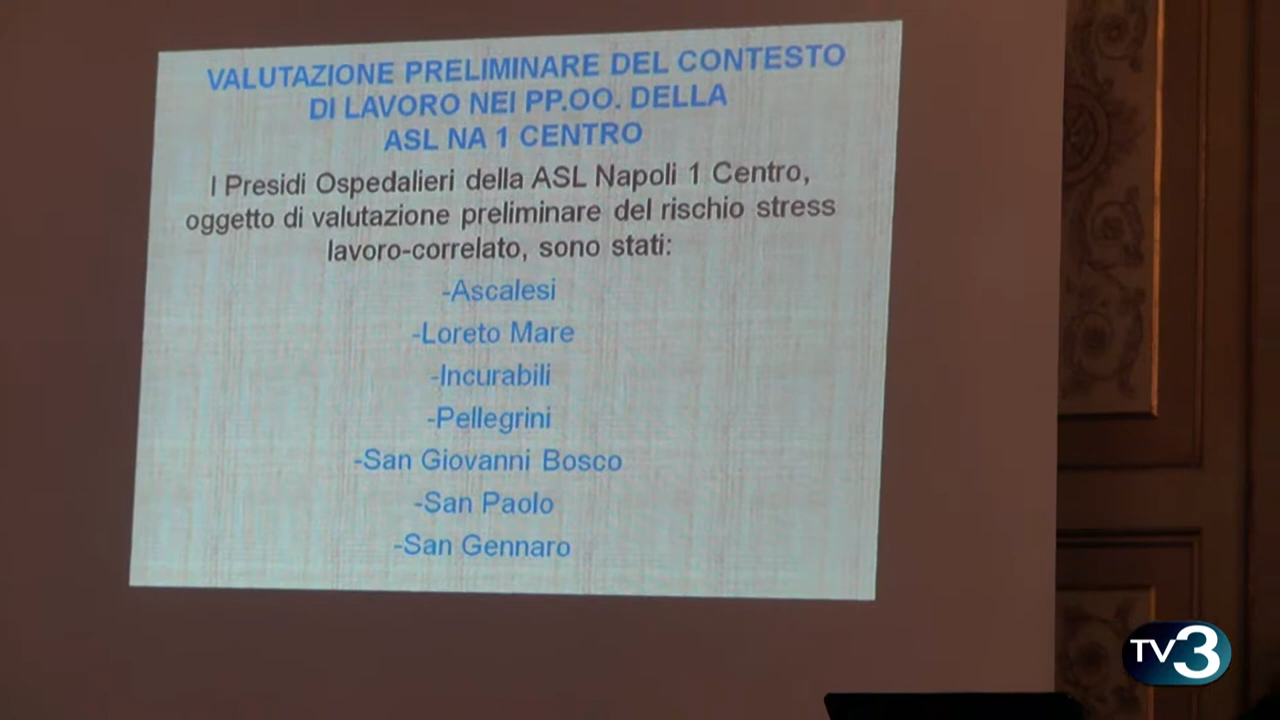 VALUTAZIONE PRELIMINARE DEL CONTESTO
DI LAVORO NEI PP.OO. DELLA
ASL NA 1 CENTRO
I Presidi Ospedalieri della ASL Napoli 1 Centro,
oggetto di valutazione preliminare del rischio stress
lavoro-correlato, sono stati:
-Ascalesi
-Loreto Mare
-Incurabili
-Pellegrini
-San Giovanni Bosco
-San Paolo
-San Gennaro
TV3